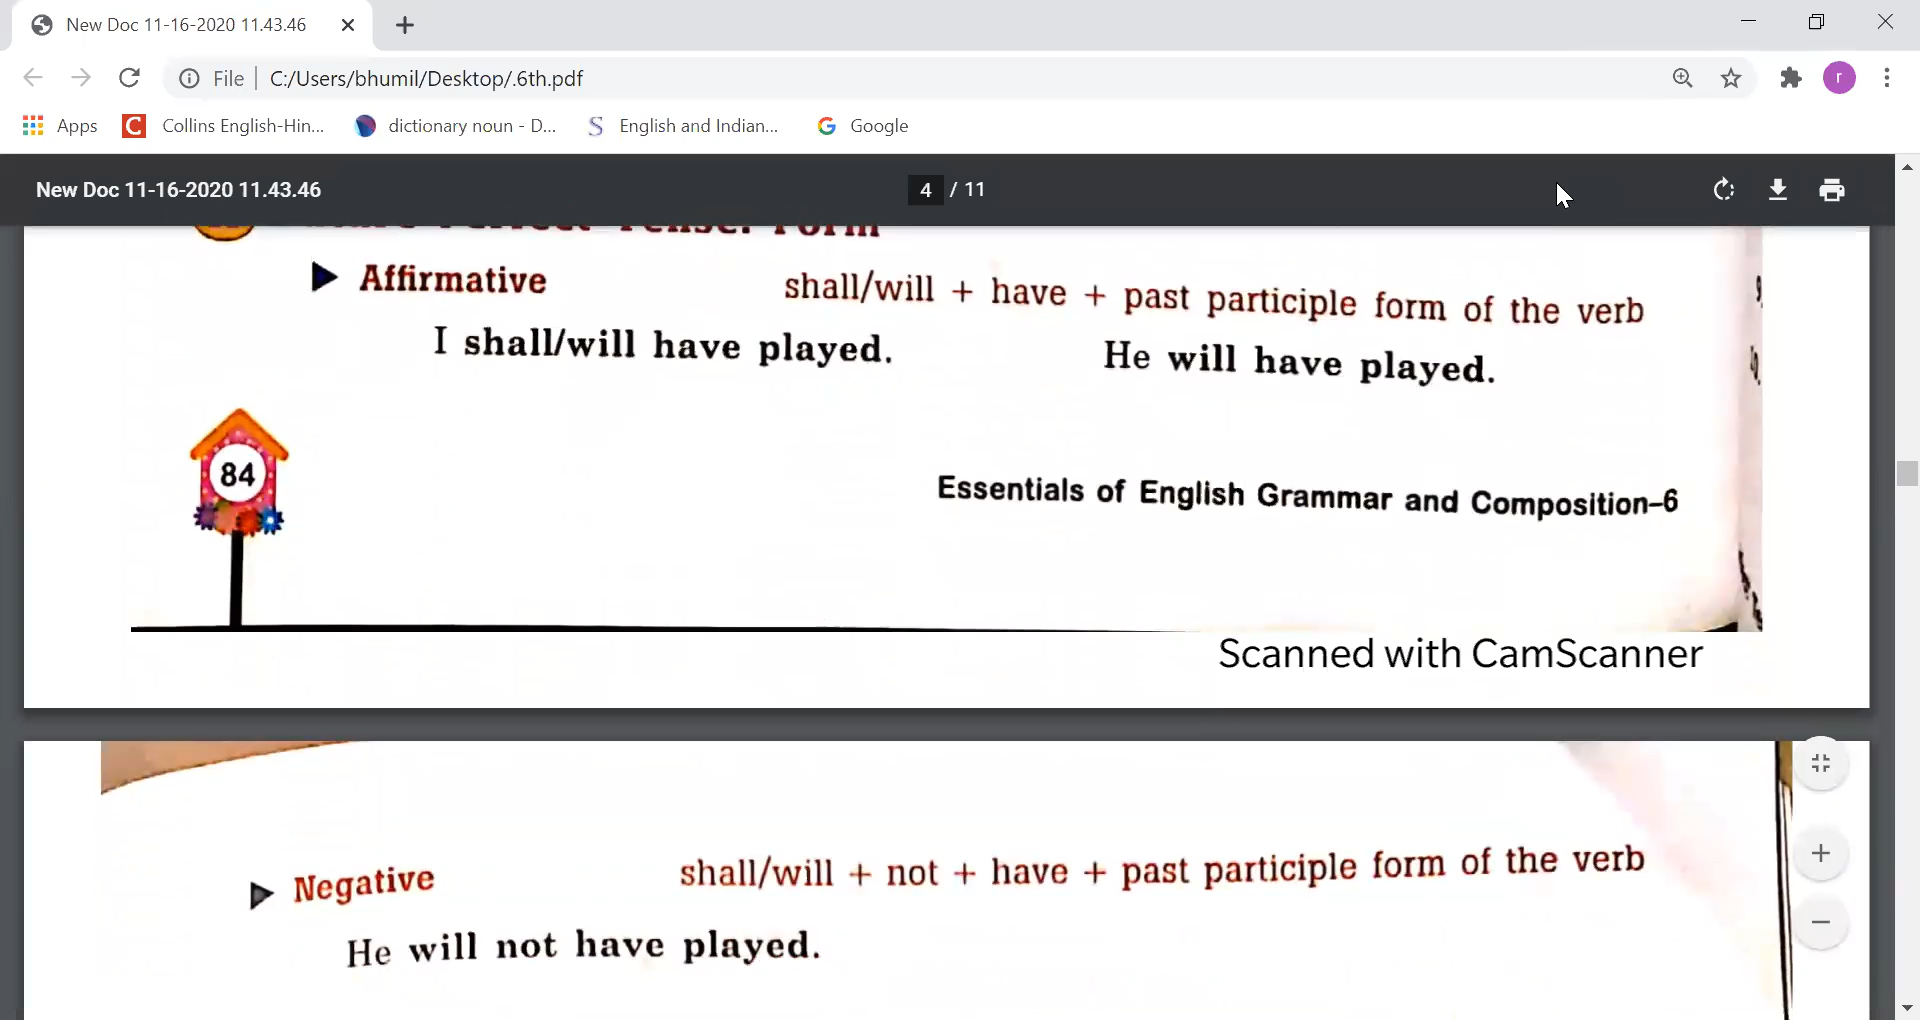 New Doc 11-16-2020 11.43.46
File C:/Users/bhumil/Desktop/.6th.pdf r
Apps Collins English-Hin... dictionary noun - D... English and Indian... Google
New Doc 11-16-2020 11.43.46 4 / 11
Perfect Tense: Form
Affirmative shall/will + have + past participle form of the verb
I shall/will have played. He will have played.
84
Essentials of English Grammar and Composition–6
Scanned with CamScanner
Negative shall/will + not + have + past participle form of the verb
He will not have played.